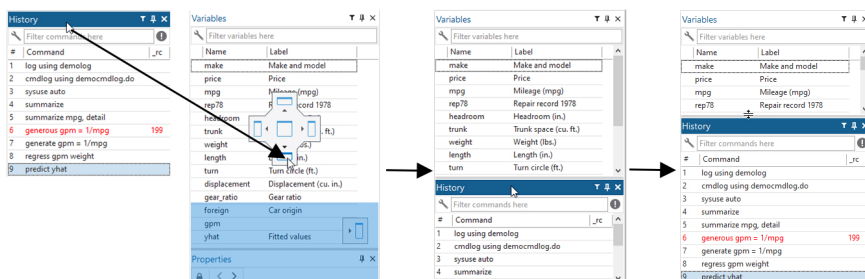 History
Filter commands here
# Command _rc
1 log using demolog
2 cmdlog using democmdlog.do
3 sysuse auto
4 summarize
5 summarize mpg, detail
6 generous gpm = 1/mpg 199
7 generate gpm = 1/mpg
8 regress gpm weight
9 predict yhat
Variables
Filter variables here
Name Label
make Make and model
price Price
mpg Mileage (mpg)
rep78 Repair record 1978
headroom
trunk . ft.)
weight lbs.)
length in.)
turn Turn circle (ft.)
displacement Displacement (cu. in.)
gear_ratio Gear ratio
foreign Car origin
gpm
yhat Fitted values
Properties
Variables
Filter variables here
Name Label
make Make and model
price Price
mpg Mileage (mpg)
rep78 Repair record 1978
headroom Headroom (in.)
trunk Trunk space (cu. ft.)
weight Weight (lbs.)
length Length (in.)
turn Turn circle (ft.)
History
Filter commands here
# Command _rc
1 log using demolog
2 cmdlog using democmdlog.do
3 sysuse auto
4 summarize
Variables
Filter variables here
Name Label
make Make and model
price Price
mpg Mileage (mpg)
rep78 Repair record 1978
History
Filter commands here
# Command _rc
1 log using demolog
2 cmdlog using democmdlog.do
3 sysuse auto
4 summarize
5 summarize mpg, detail
6 generous gpm = 1/mpg 199
7 generate gpm = 1/mpg
8 regress gpm weight
9 predict yhat